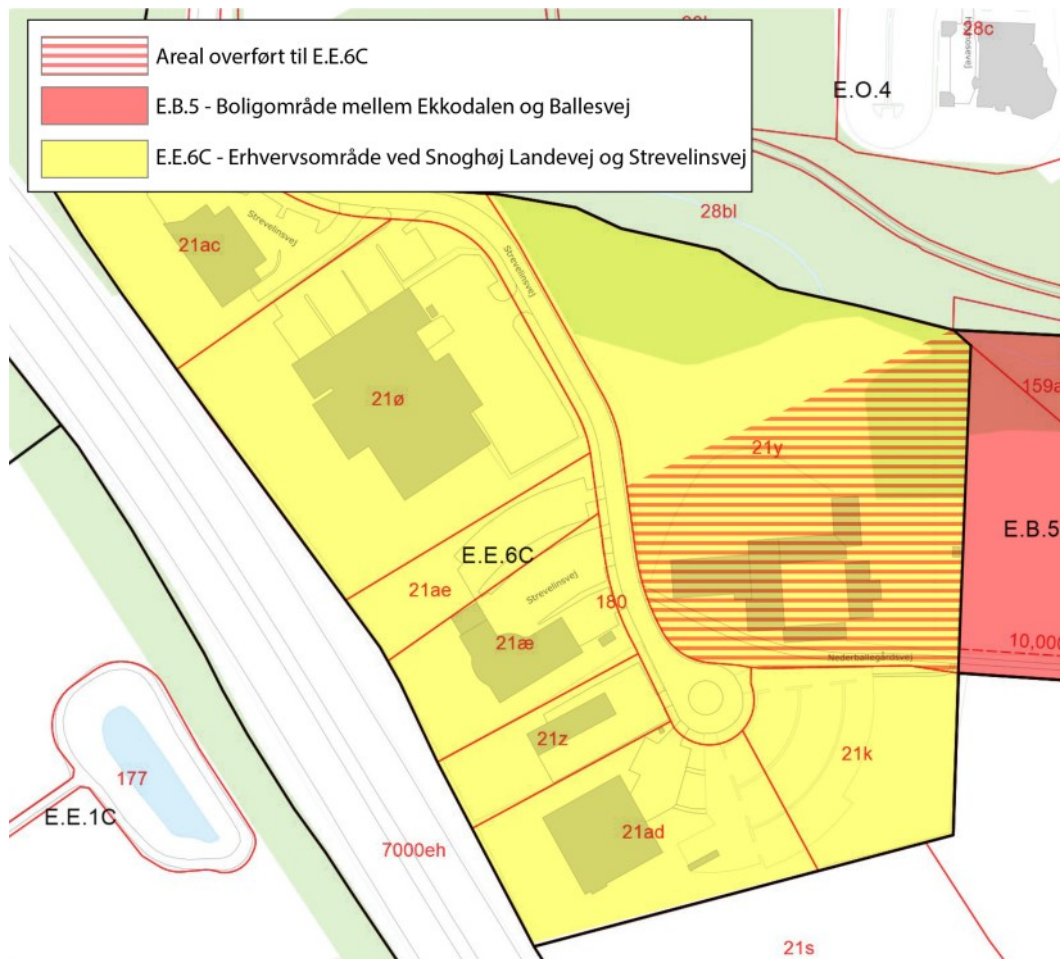 Areal overført til E.E.6C
E.B.5 - Boligområde mellem Ekkodalen og Ballesvej
E.E.6C - Erhvervsområde ved Snoghøj Landevej og Strevelinsvej
28c
E.O.4
28bl
Strevelinsvej
21ac
Strevelinsvej
159a
21ø
21y
E.B.5
E.E.6C
21ae
Strevelinsvej
180
21æ
Nederballegårdsvej
10,000
21z
21k
177
E.E.1C
21ad
7000eh
21s